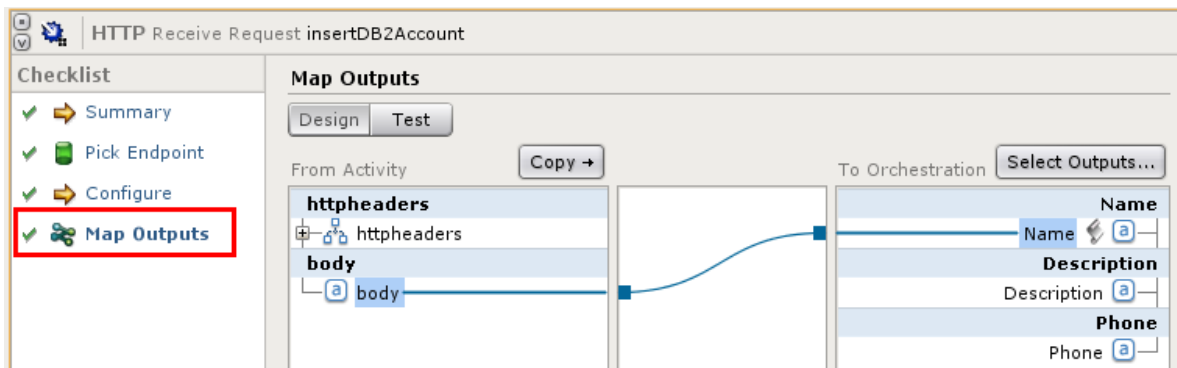 HTTP Receive Request insertDB2Account
Checklist
Summary
Pick Endpoint
Configure
Map Outputs
Map Outputs
Design Test
From Activity Copy → To Orchestration Select Outputs...
httpheaders
httpheaders
body
a body
Name
Name a
Description
Description a
Phone
Phone a